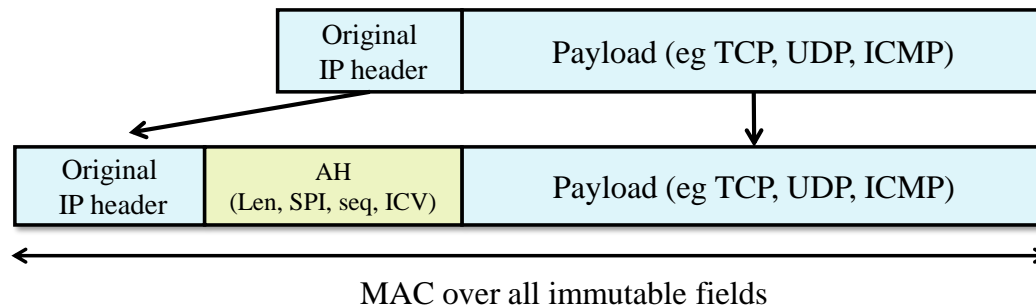 Original
IP header
Payload (eg TCP, UDP, ICMP)
Original
IP header
AH
(Len, SPI, seq, ICV)
Payload (eg TCP, UDP, ICMP)
MAC over all immutable fields